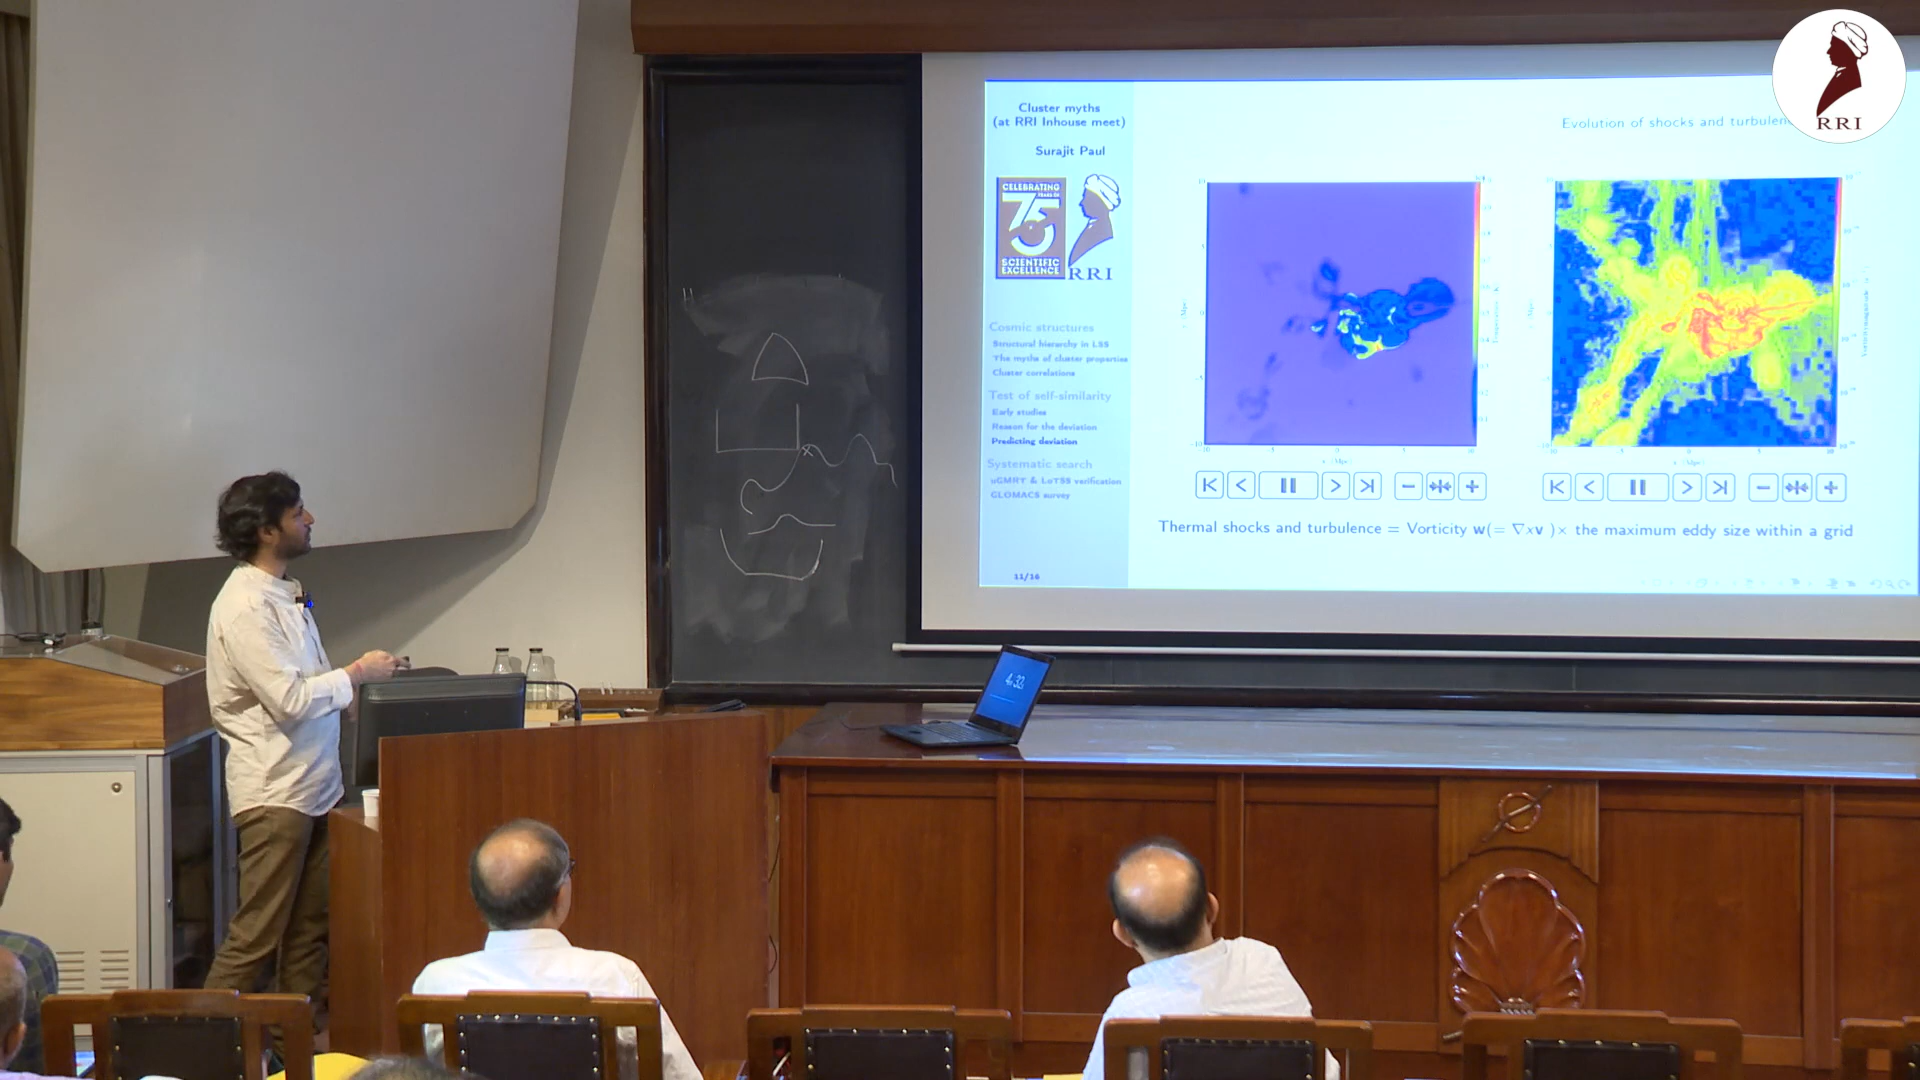 Cluster myths
(at RRI Inhouse meet)
Surajit Paul
CELEBRATING
75
SCIENTIFIC
EXCELLENCE
RRI
Cosmic structures
Structural hierarchy in LSS
The myths of cluster properties
Cluster correlations
Test of self-similarity
Early studies
Reason for the deviation
Predicting deviation
Systematic search
uGMRT & LoTSS verification
GLOMACS survey
11/16
Evolution of shocks and
Thermal shocks and turbulence = Vorticity w(= ∇xv )× the maximum eddy size within a grid
RRI